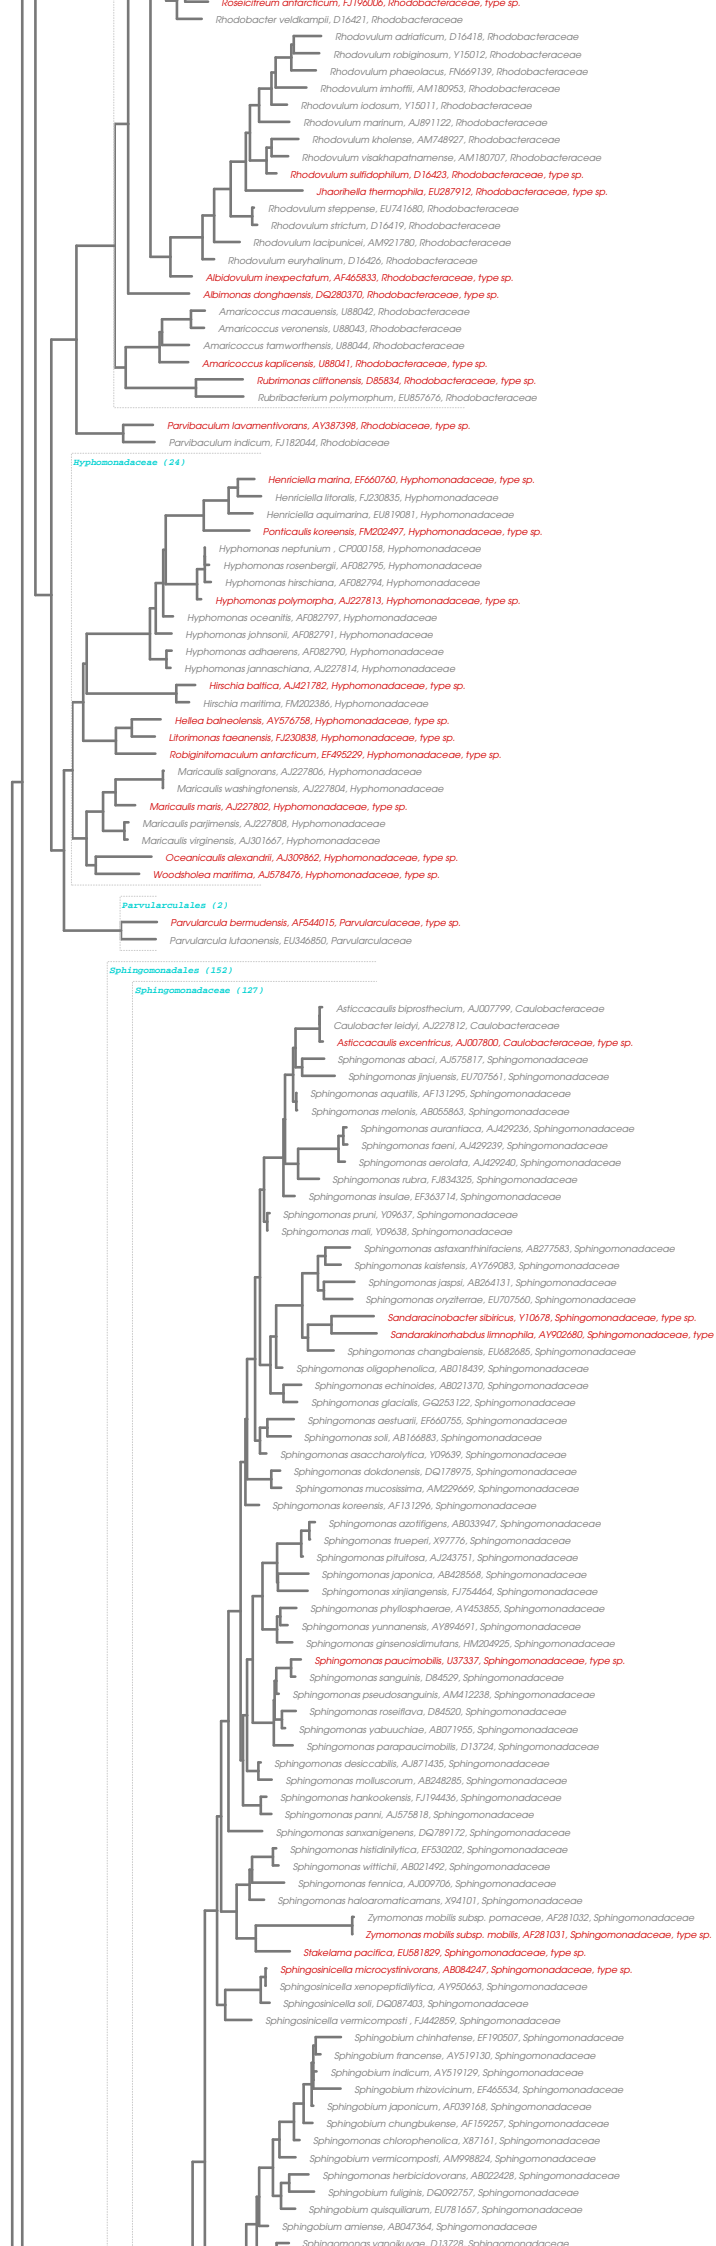 Roseicitreum antarcticum, FJ196006, Rhodobacteraceae, type sp.
Rhodobacter veldkampii, D16421, Rhodobacteraceae
Rhodovulum adriaticum, D16418, Rhodobacteraceae
Rhodovulum robiginosum, Y15012, Rhodobacteraceae
Rhodovulum phaeolacus, FN669139, Rhodobacteraceae
Rhodovulum imhoffii, AM180953, Rhodobacteraceae
Rhodovulum iodosum, Y15011, Rhodobacteraceae
Rhodovulum marinum, AJ891122, Rhodobacteraceae
Rhodovulum kholense, AM748927, Rhodobacteraceae
Rhodovulum visakhapatnamense, AM180707, Rhodobacteraceae
Rhodovulum sulfidophilum, D16423, Rhodobacteraceae, type sp.
Jhaorihella thermophila, EU287912, Rhodobacteraceae, type sp.
Rhodovulum steppense, EU741680, Rhodobacteraceae
Rhodovulum strictum, D16419, Rhodobacteraceae
Rhodovulum lacipunicei, AM921780, Rhodobacteraceae
Rhodovulum euryhalinum, D16426, Rhodobacteraceae
Albidovulum inexpectatum, AF465833, Rhodobacteraceae, type sp.
Albimonas donghaensis, DQ280370, Rhodobacteraceae, type sp.
Amaricoccus macauensis, U88042, Rhodobacteraceae
Amaricoccus veronensis, U88043, Rhodobacteraceae
Amaricoccus tamworthensis, U88044, Rhodobacteraceae
Amaricoccus kaplicensis, U88041, Rhodobacteraceae, type sp.
Rubrimonas cliftonensis, D85834, Rhodobacteraceae, type sp.
Rubribacterium polymorphum, EU857676, Rhodobacteraceae
Parvibaculum lavamentivorans, AY387398, Rhodobiaceae, type sp.
Parvibaculum indicum, FJ182044, Rhodobiaceae
Hyphomonadaceae (24)
Henriciella marina, EF660760, Hyphomonadaceae, type sp.
Henriciella litoralis, FJ230835, Hyphomonadaceae
Henriciella aquimarina, EU819081, Hyphomonadaceae
Ponticaulis koreensis, FM202497, Hyphomonadaceae, type sp.
Hyphomonas neptunium , CP000158, Hyphomonadaceae
Hyphomonas rosenbergii, AF082795, Hyphomonadaceae
Hyphomonas hirschiana, AF082794, Hyphomonadaceae
Hyphomonas polymorpha, AJ227813, Hyphomonadaceae, type sp.
Hyphomonas oceanitis, AF082797, Hyphomonadaceae
Hyphomonas johnsonii, AF082791, Hyphomonadaceae
Hyphomonas adhaerens, AF082790, Hyphomonadaceae
Hyphomonas jannaschiana, AJ227814, Hyphomonadaceae
Hirschia baltica, AJ421782, Hyphomonadaceae, type sp.
Hirschia maritima, FM202386, Hyphomonadaceae
Hellea balneolensis, AY576758, Hyphomonadaceae, type sp.
Litorimonas taeanensis, FJ230838, Hyphomonadaceae, type sp.
Robiginitomaculum antarcticum, EF495229, Hyphomonadaceae, type sp.
Maricaulis salignorans, AJ227806, Hyphomonadaceae
Maricaulis washingtonensis, AJ227804, Hyphomonadaceae
Maricaulis maris, AJ227802, Hyphomonadaceae, type sp.
Maricaulis parjimensis, AJ227808, Hyphomonadaceae
Maricaulis virginensis, AJ301667, Hyphomonadaceae
Oceanicaulis alexandrii, AJ309862, Hyphomonadaceae, type sp.
Woodsholea maritima, AJ578476, Hyphomonadaceae, type sp.
Parvularculales (2)
Parvularcula bermudensis, AF544015, Parvularculaceae, type sp.
Parvularcula lutaonensis, EU346850, Parvularculaceae
Sphingomonadales (152)
Sphingomonadaceae (127)
Asticcacaulis biprosthecium, AJ007799, Caulobacteraceae
Caulobacter leidyi, AJ227812, Caulobacteraceae
Asticcacaulis excentricus, AJ007800, Caulobacteraceae, type sp.
Sphingomonas abaci, AJ575817, Sphingomonadaceae
Sphingomonas jinjuensis, EU707561, Sphingomonadaceae
Sphingomonas aquatilis, AF131295, Sphingomonadaceae
Sphingomonas melonis, AB055863, Sphingomonadaceae
Sphingomonas aurantiaca, AJ429236, Sphingomonadaceae
Sphingomonas faeni, AJ429239, Sphingomonadaceae
Sphingomonas aerolata, AJ429240, Sphingomonadaceae
Sphingomonas rubra, FJ834325, Sphingomonadaceae
Sphingomonas insulae, EF363714, Sphingomonadaceae
Sphingomonas pruni, Y09637, Sphingomonadaceae
Sphingomonas mali, Y09638, Sphingomonadaceae
Sphingomonas astaxanthinifaciens, AB277583, Sphingomonadaceae
Sphingomonas kaistensis, AY769083, Sphingomonadaceae
Sphingomonas jaspsi, AB264131, Sphingomonadaceae
Sphingomonas oryziterrae, EU707560, Sphingomonadaceae
Sandaracinobacter sibiricus, Y10678, Sphingomonadaceae, type sp.
Sandarakinorhabdus limnophila, AY902680, Sphingomonadaceae, type
Sphingomonas changbaiensis, EU682685, Sphingomonadaceae
Sphingomonas oligophenolica, AB018439, Sphingomonadaceae
Sphingomonas echinoides, AB021370, Sphingomonadaceae
Sphingomonas glacialis, GQ253122, Sphingomonadaceae
Sphingomonas aestuarii, EF660755, Sphingomonadaceae
Sphingomonas soli, AB166883, Sphingomonadaceae
Sphingomonas asaccharolytica, Y09639, Sphingomonadaceae
Sphingomonas dokdonensis, DQ178975, Sphingomonadaceae
Sphingomonas mucosissima, AM229669, Sphingomonadaceae
Sphingomonas koreensis, AF131296, Sphingomonadaceae
Sphingomonas azotifigens, AB033947, Sphingomonadaceae
Sphingomonas trueperi, X97776, Sphingomonadaceae
Sphingomonas pituitosa, AJ243751, Sphingomonadaceae
Sphingomonas japonica, AB428568, Sphingomonadaceae
Sphingomonas xinjiangensis, FJ754464, Sphingomonadaceae
Sphingomonas phyllosphaerae, AY453855, Sphingomonadaceae
Sphingomonas yunnanensis, AY894691, Sphingomonadaceae
Sphingomonas ginsenosidimutans, HM204925, Sphingomonadaceae
Sphingomonas paucimobilis, U37337, Sphingomonadaceae, type sp.
Sphingomonas sanguinis, D84529, Sphingomonadaceae
Sphingomonas pseudosanguinis, AM412238, Sphingomonadaceae
Sphingomonas roseiflava, D84520, Sphingomonadaceae
Sphingomonas yabuuchiae, AB071955, Sphingomonadaceae
Sphingomonas parapaucimobilis, D13724, Sphingomonadaceae
Sphingomonas desiccabilis, AJ871435, Sphingomonadaceae
Sphingomonas molluscorum, AB248285, Sphingomonadaceae
Sphingomonas hankookensis, FJ194436, Sphingomonadaceae
Sphingomonas panni, AJ575818, Sphingomonadaceae
Sphingomonas sanxanigenens, DQ789172, Sphingomonadaceae
Sphingomonas histidinilytica, EF530202, Sphingomonadaceae
Sphingomonas wittichii, AB021492, Sphingomonadaceae
Sphingomonas fennica, AJ009706, Sphingomonadaceae
Sphingomonas haloaromaticamans, X94101, Sphingomonadaceae
Zymomonas mobilis subsp. pomaceae, AF281032, Sphingomonadaceae
Zymomonas mobilis subsp. mobilis, AF281031, Sphingomonadaceae, type sp.
Stakelama pacifica, EU581829, Sphingomonadaceae, type sp.
Sphingosinicella microcystinivorans, AB084247, Sphingomonadaceae, type sp.
Sphingosinicella xenopeptidilytica, AY950663, Sphingomonadaceae
Sphingosinicella soli, DQ087403, Sphingomonadaceae
Sphingosinicella vermicomposti , FJ442859, Sphingomonadaceae
Sphingobium chinhatense, EF190507, Sphingomonadaceae
Sphingobium francense, AY519130, Sphingomonadaceae
Sphingobium indicum, AY519129, Sphingomonadaceae
Sphingobium rhizovicinum, EF465534, Sphingomonadaceae
Sphingobium japonicum, AF039168, Sphingomonadaceae
Sphingobium chungbukense, AF159257, Sphingomonadaceae
Sphingomonas chlorophenolica, X87161, Sphingomonadaceae
Sphingobium vermicomposti, AM998824, Sphingomonadaceae
Sphingomonas herbicidovorans, AB022428, Sphingomonadaceae
Sphingobium fuliginis, DQ092757, Sphingomonadaceae
Sphingobium quisquiliarum, EU781657, Sphingomonadaceae
Sphingobium amiense, AB047364, Sphingomonadaceae
Sphingomonas yanoikuyae, D13728, Sphingomonadaceae